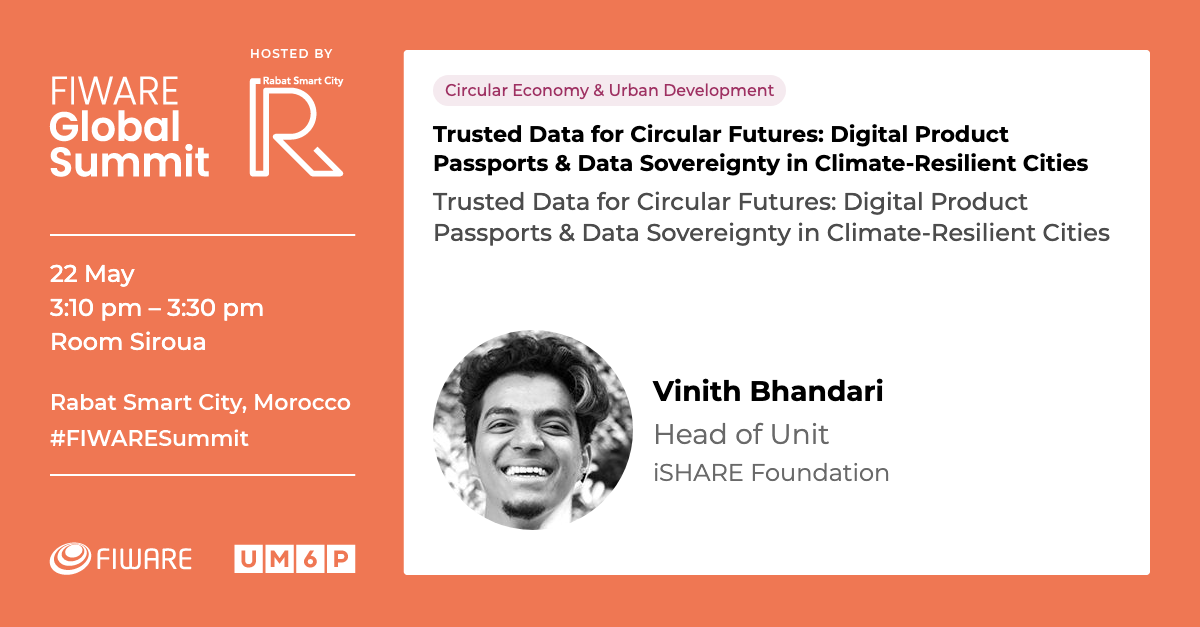 FIWARE
Global
Summit
HOSTED BY
Rabat Smart City
R
22 May
3:10 pm – 3:30 pm
Room Siroua
Rabat Smart City, Morocco
#FIWARESummit
FIWARE
UM6P
Circular Economy & Urban Development
Trusted Data for Circular Futures: Digital Product
Passports & Data Sovereignty in Climate-Resilient Cities
Trusted Data for Circular Futures: Digital Product
Passports & Data Sovereignty in Climate-Resilient Cities
Vinith Bhandari
Head of Unit
iSHARE Foundation